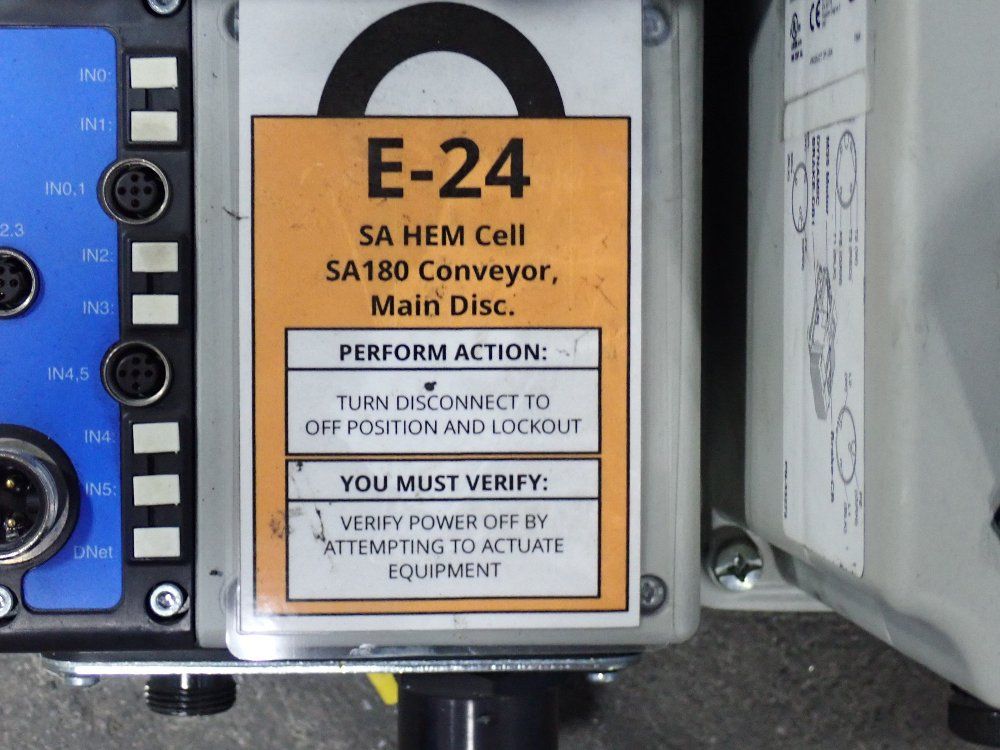 IN0:
IN1:
IN0,1
2.3
IN2:
IN3:
IN4,5
IN4:
IN5:
DNet
E-24
SA HEM Cell
SA180 Conveyor,
Main Disc.
PERFORM ACTION:
TURN DISCONNECT TO
OFF POSITION AND LOCKOUT
YOU MUST VERIFY:
VERIFY POWER OFF BY
ATTEMPTING TO ACTUATE
EQUIPMENT
CE